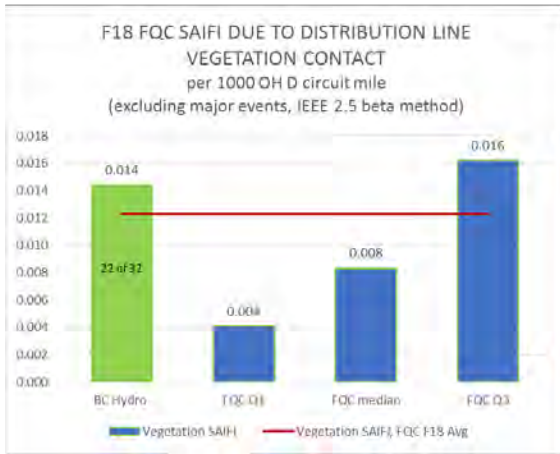 F18 FQC SAIFI DUE TO DISTRIBUTION LINE
VEGETATION CONTACT
per 1000 OH D circuit mile
(excluding major events, IEEE 2.5 beta method)
0.018
0.016
0.014
0.012
0.010
0.008
0.006
0.004
0.002
0.000
0.014
22 of 32
0.004
0.008
0.016
BC Hydro
FQC Q1
FQC median
FQC Q3
Vegetation SAIFI
Vegetation SAIFI, FQC F18 Avg